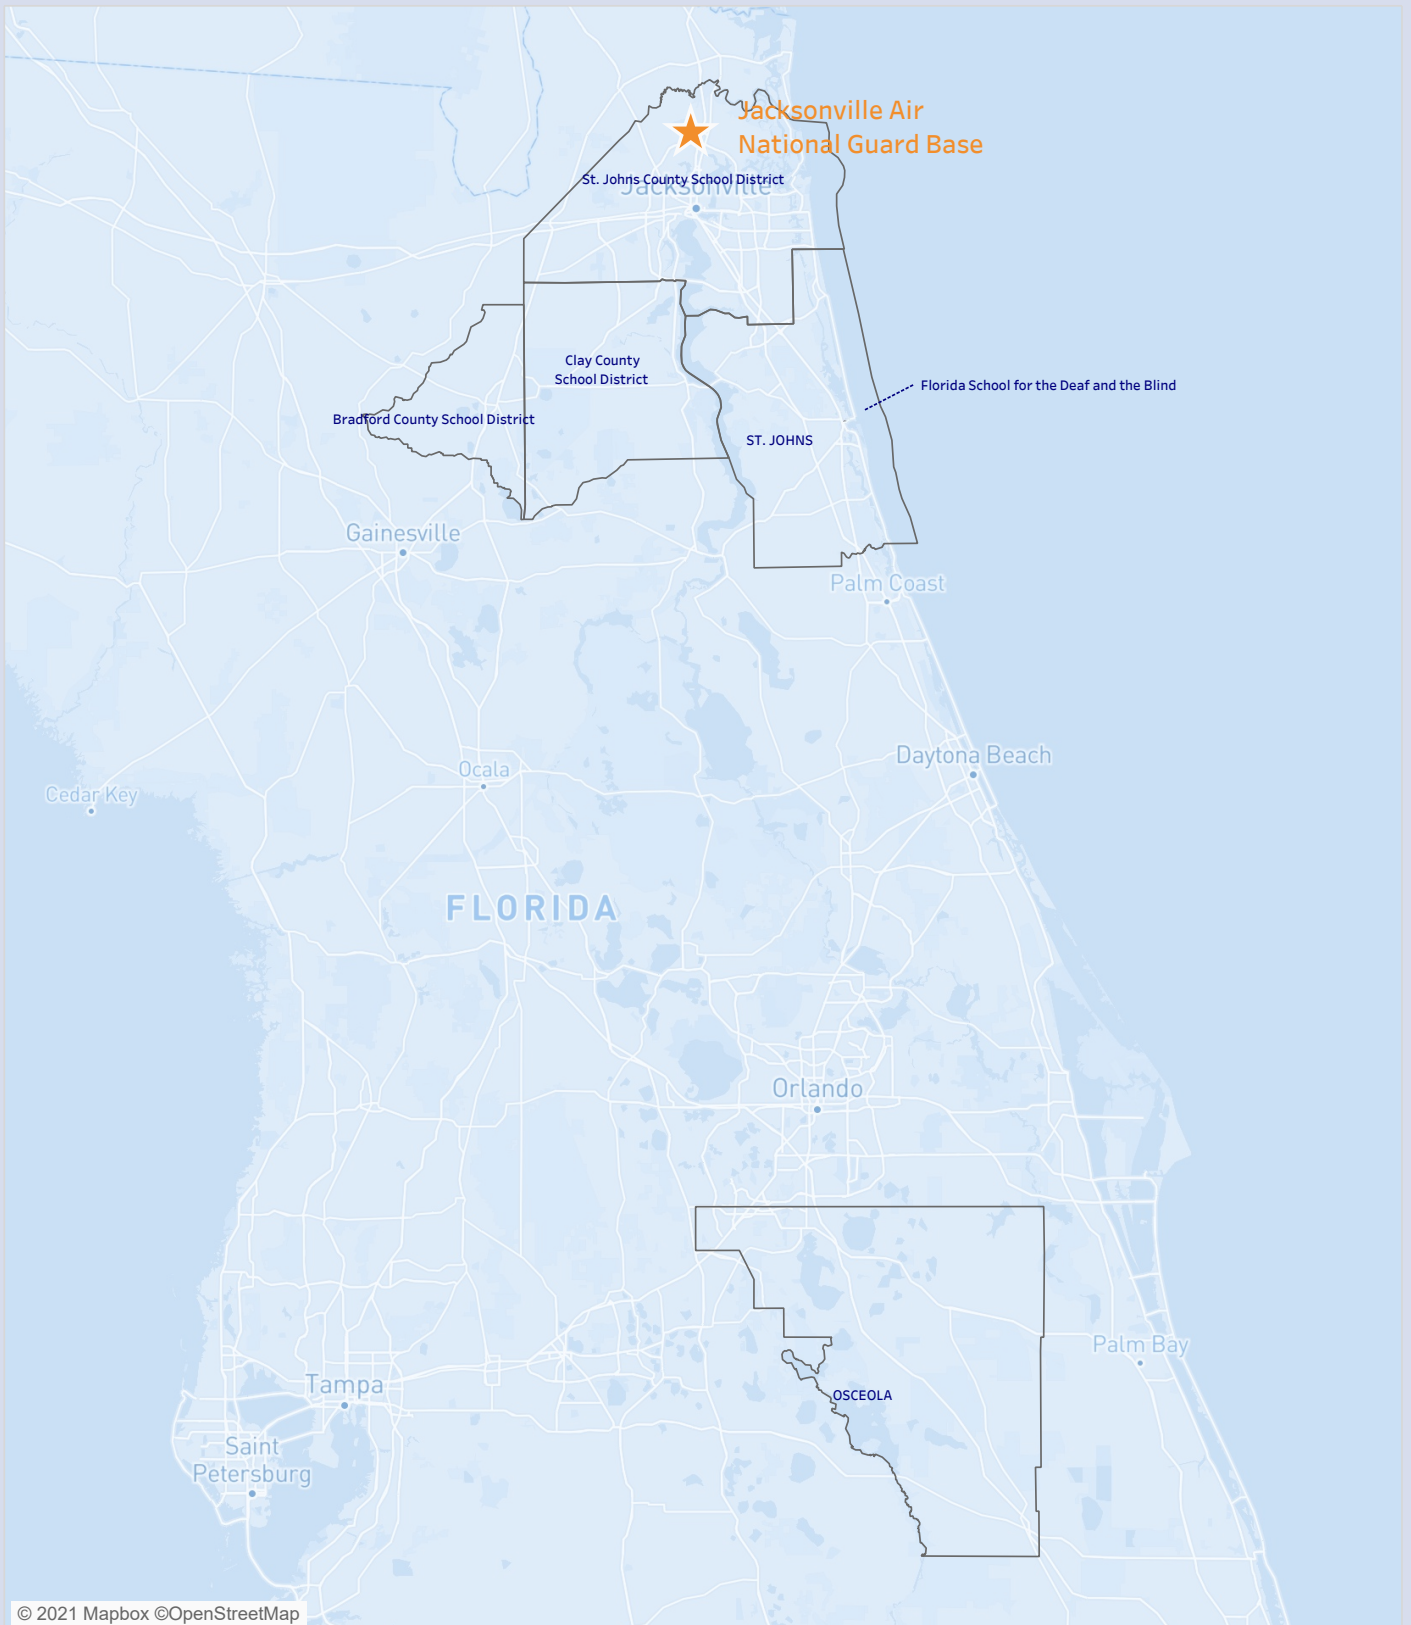 Jacksonville Air
National Guard Base
St. Johns County School District
Jacksonville
Clay County
School District
Florida School for the Deaf and the Blind
Bradford County School District
ST. JOHNS
Gainesville
Palm Coast
Daytona Beach
Ocala
Cedar Key
FLORIDA
Orlando
Palm Bay
Tampa
OSCEOLA
Saint
Petersburg
© 2021 Mapbox ©OpenStreetMap